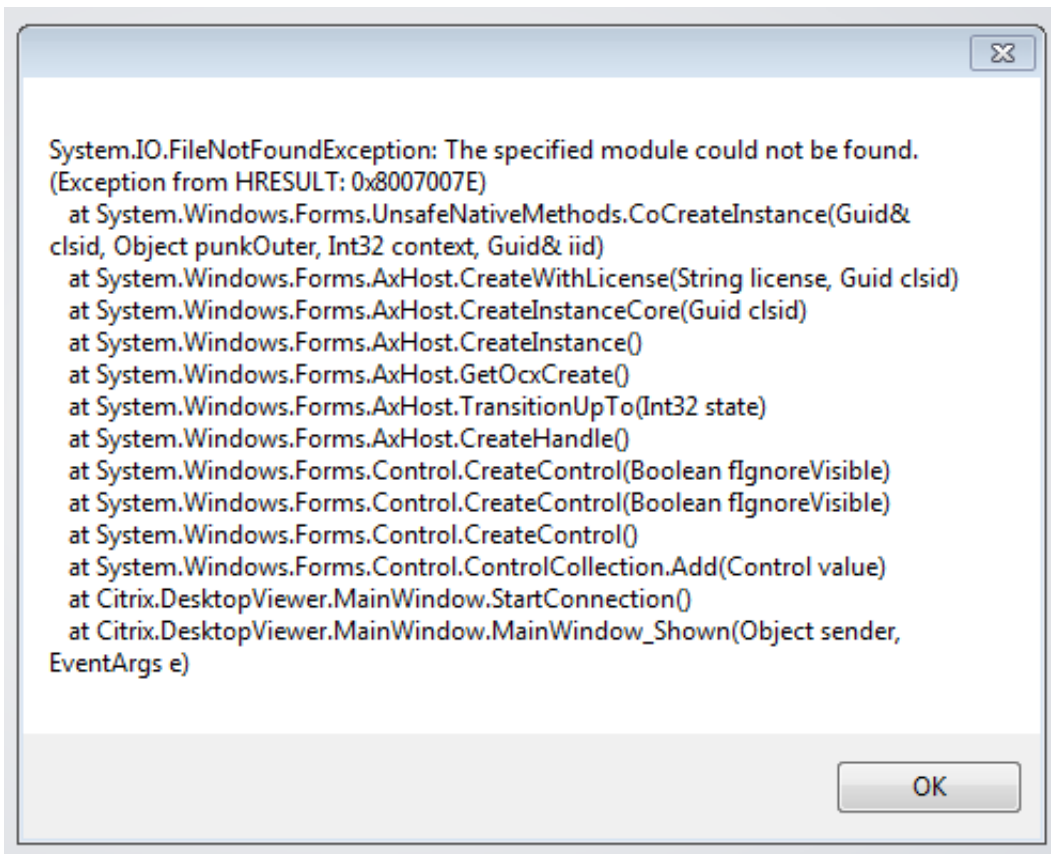 System.IO.FileNotFoundException: The specified module could not be found.
(Exception from HRESULT: 0x8007007E)
at System.Windows.Forms.UnsafeNativeMethods.CoCreateInstance(Guid&
clsid, Object punkOuter, Int32 context, Guid& iid)
at System.Windows.Forms.AxHost.CreateWithLicense(String license, Guid clsid)
at System.Windows.Forms.AxHost.CreateInstanceCore(Guid clsid)
at System.Windows.Forms.AxHost.CreateInstance()
at System.Windows.Forms.AxHost.GetOcxCreate()
at System.Windows.Forms.AxHost.TransitionUpTo(Int32 state)
at System.Windows.Forms.AxHost.CreateHandle()
at System.Windows.Forms.Control.CreateControl(Boolean fIgnoreVisible)
at System.Windows.Forms.Control.CreateControl(Boolean fIgnoreVisible)
at System.Windows.Forms.Control.CreateControl()
at System.Windows.Forms.Control.ControlCollection.Add(Control value)
at Citrix.DesktopViewer.MainWindow.StartConnection()
at Citrix.DesktopViewer.MainWindow.MainWindow_Shown(Object sender,
EventArgs e)
OK